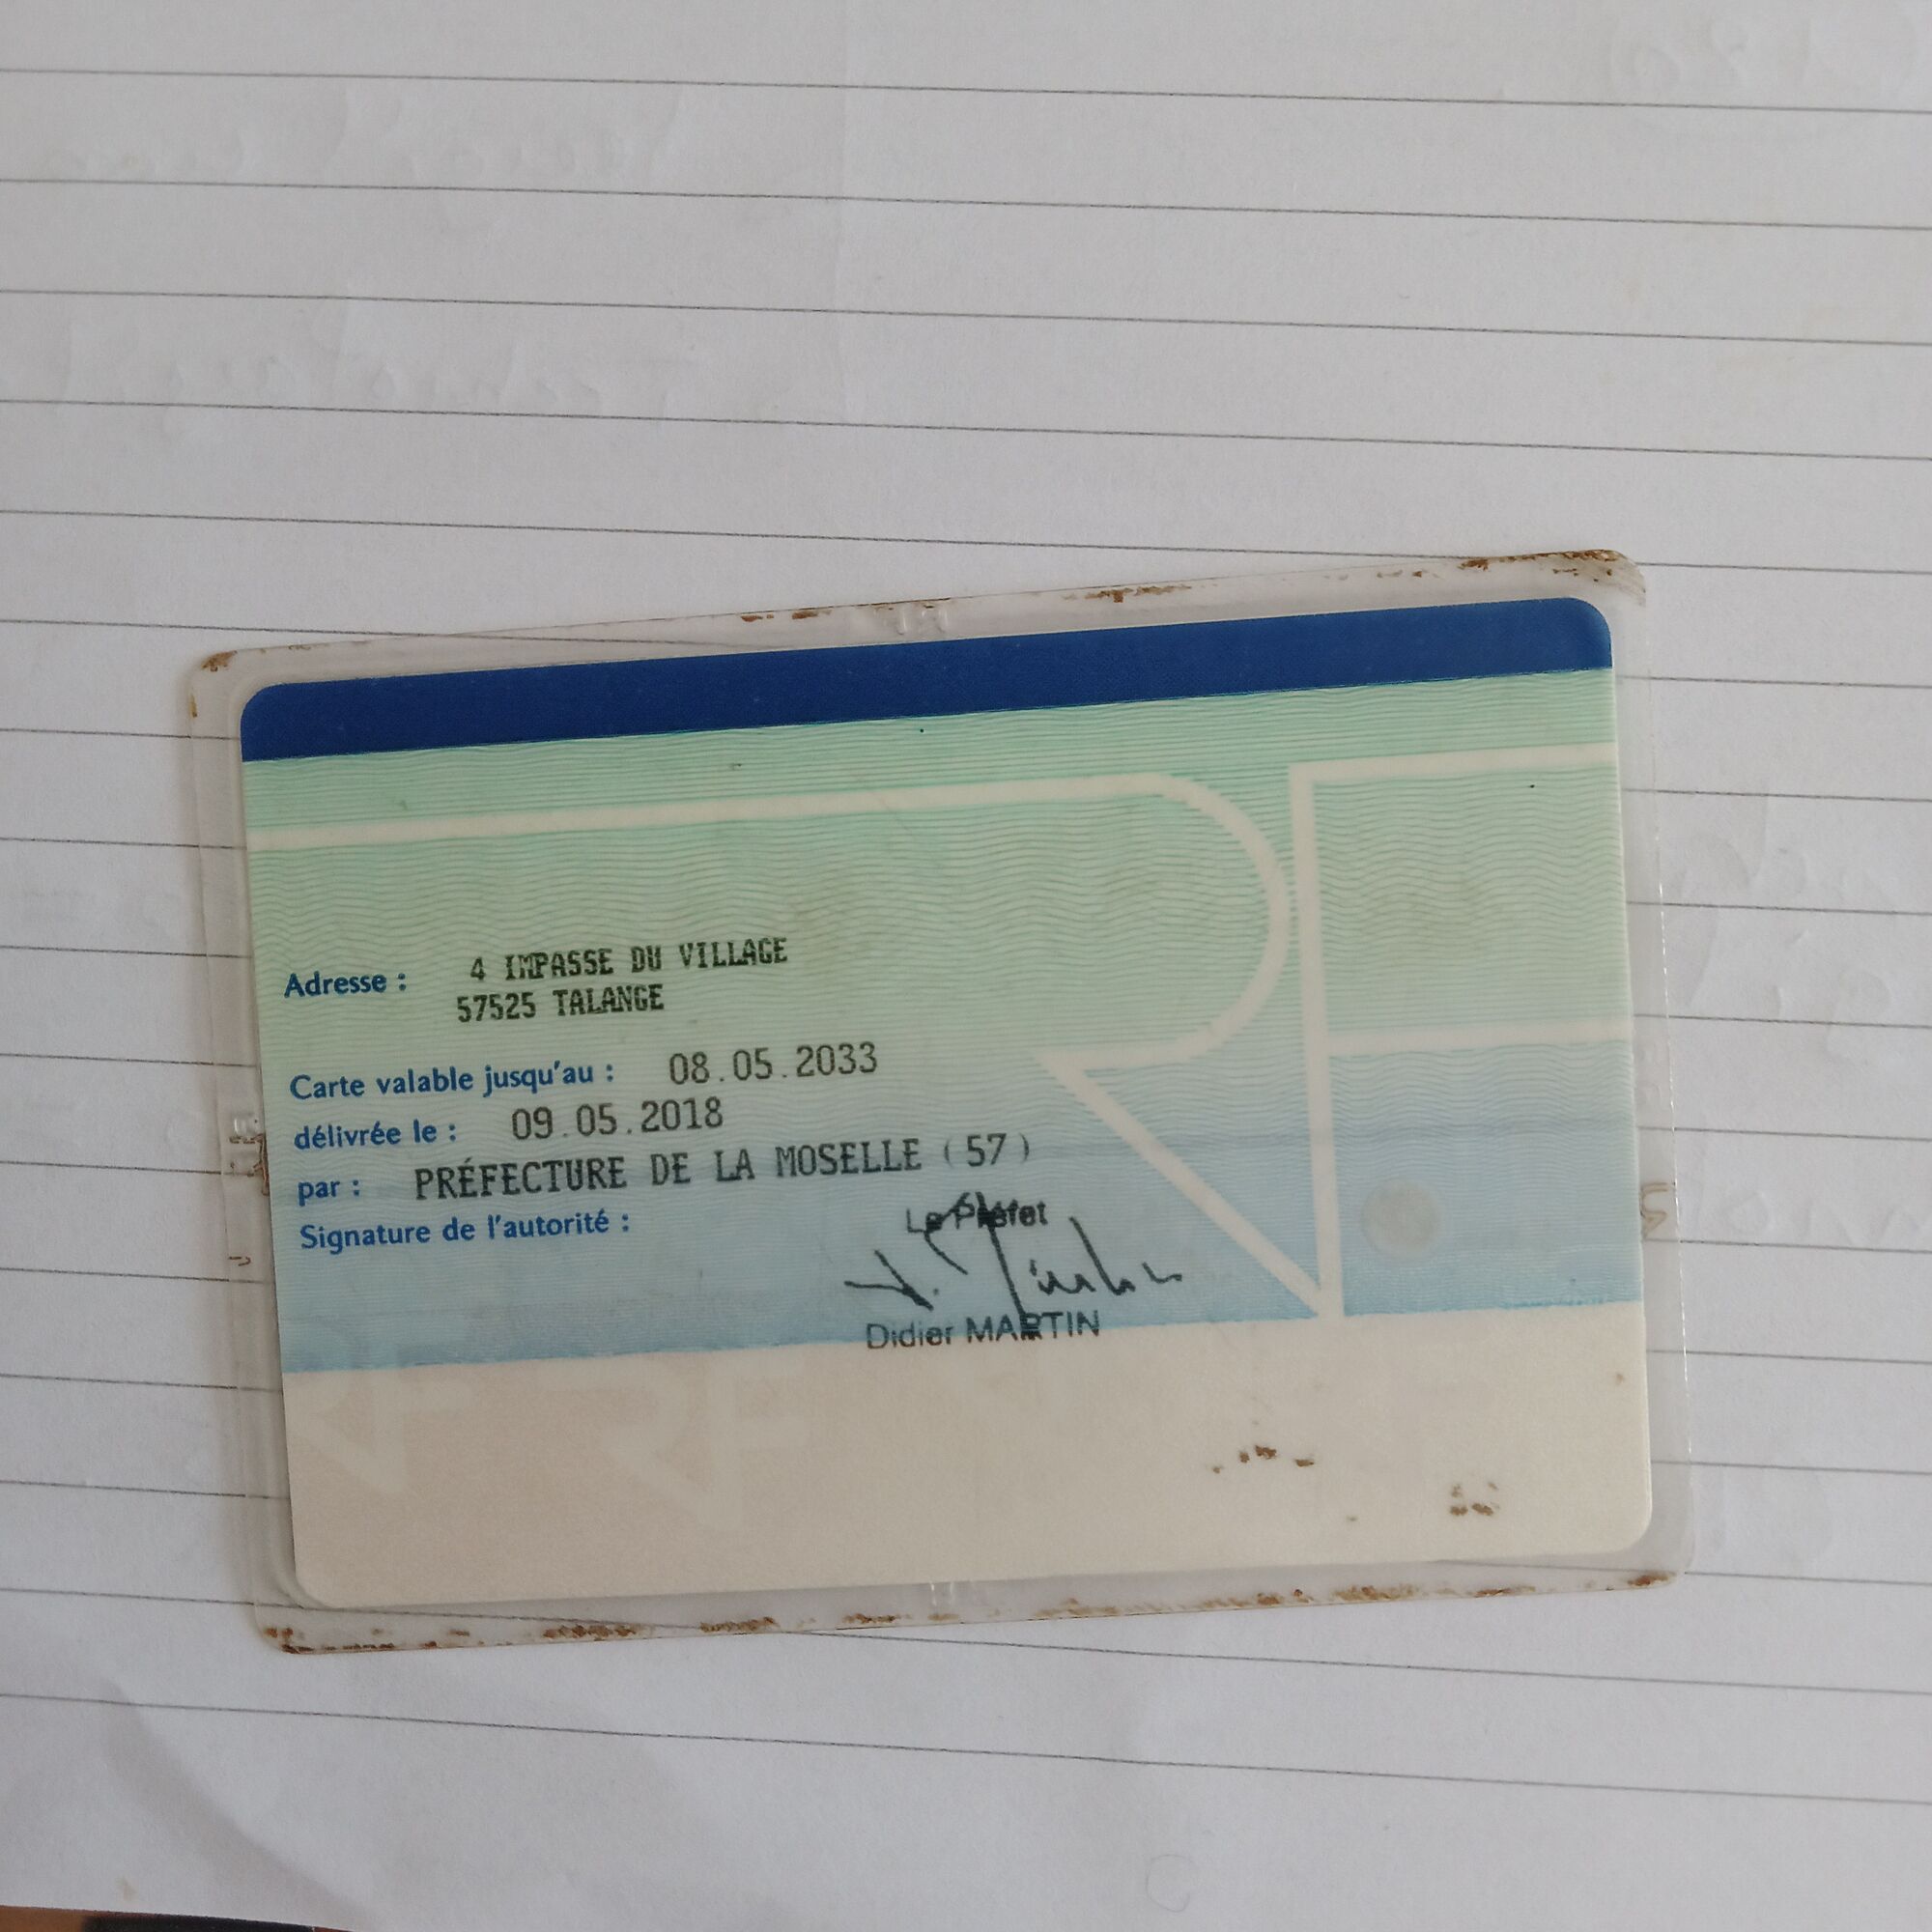 Adresse : 4 IMPASSE DU VILLAGE
57525 TALANGE
Carte valable jusqu'au : 08.05.2033
délivrée le : 09.05.2018
par : PRÉFECTURE DE LA MOSELLE (57)
Signature de l'autorité :
Le Préfet
Didier MARTIN
RF